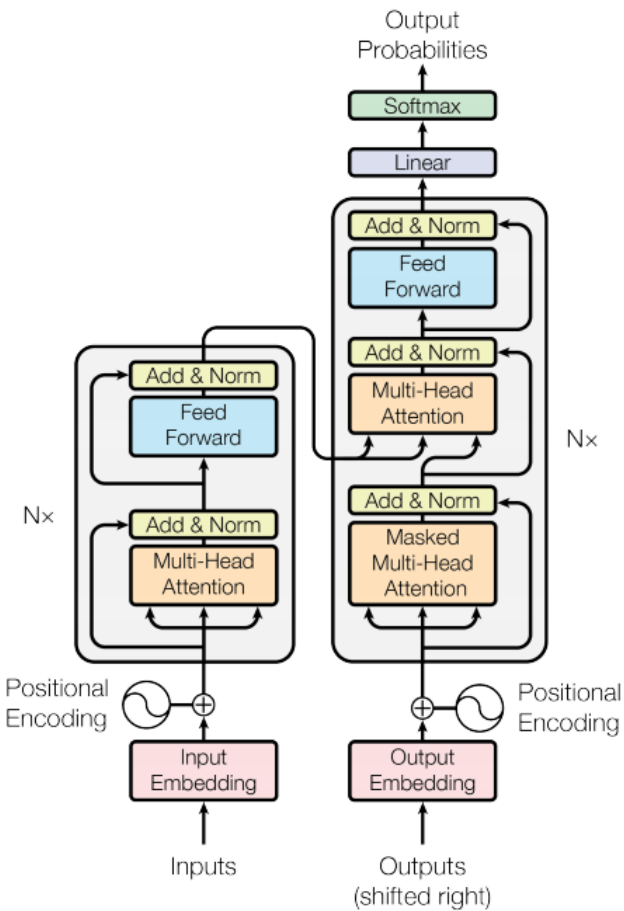 Output
Probabilities
Softmax
Linear
Add & Norm
Feed
Forward
Add & Norm
Multi-Head
Attention
N×
Add & Norm
Masked
Multi-Head
Attention
Positional
Encoding
Output
Embedding
Outputs
(shifted right)
Add & Norm
Feed
Forward
N×
Add & Norm
Multi-Head
Attention
Positional
Encoding
Input
Embedding
Inputs